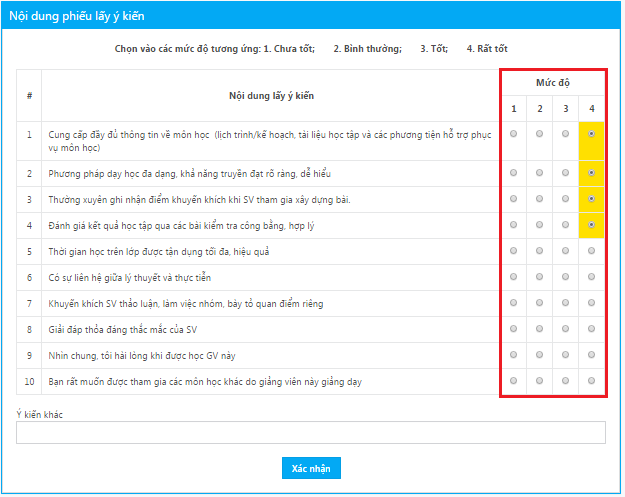 Nội dung phiếu lấy ý kiến
Chọn vào các mức độ tương ứng: 1. Chưa tốt; 2. Bình thường; 3. Tốt; 4. Rất tốt
# Nội dung lấy ý kiến Mức độ
1 2 3 4
1 Cung cấp đầy đủ thông tin về môn học (lịch trình/kế hoạch, tài liệu học tập và các phương tiện hỗ trợ phục
vụ môn học)
2 Phương pháp dạy học đa dạng, khả năng truyền đạt rõ ràng, dễ hiểu
3 Thường xuyên ghi nhận điểm khuyến khích khi SV tham gia xây dựng bài.
4 Đánh giá kết quả học tập qua các bài kiểm tra công bằng, hợp lý
5 Thời gian học trên lớp được tận dụng tối đa, hiệu quả
6 Có sự liên hệ giữa lý thuyết và thực tiễn
7 Khuyến khích SV thảo luận, làm việc nhóm, bày tỏ quan điểm riêng
8 Giải đáp thỏa đáng thắc mắc của SV
9 Nhìn chung, tôi hài lòng khi được học GV này
10 Bạn rất muốn được tham gia các môn học khác do giảng viên này giảng dạy
Ý kiến khác
Xác nhận